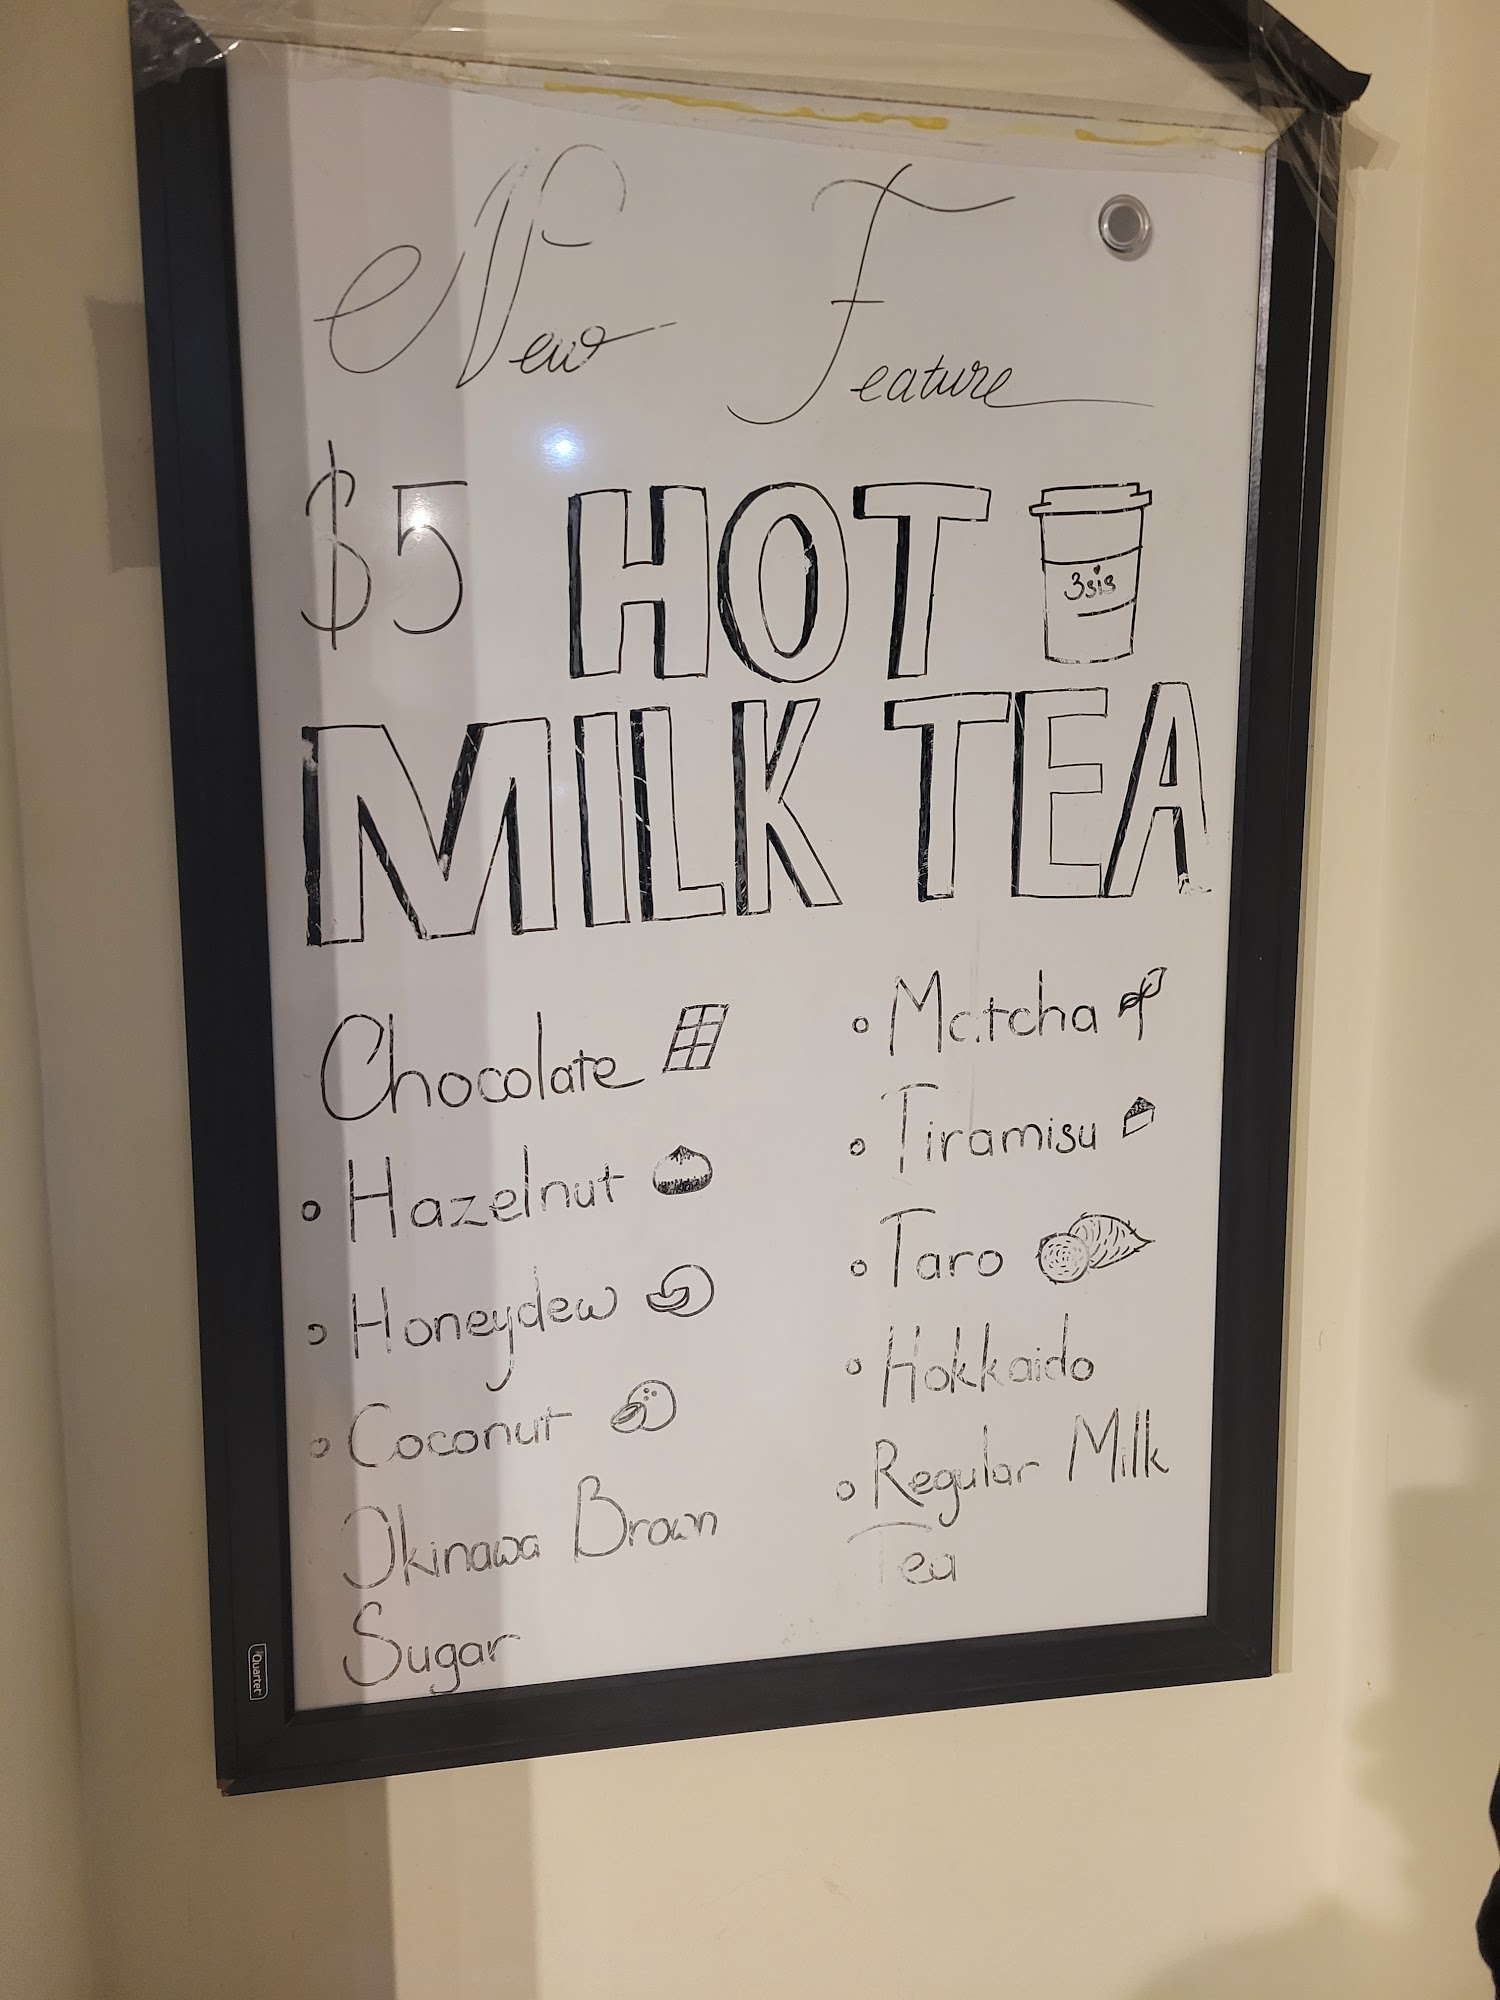 New Feature
$5 HOT
3sis
MILK TEA
Chocolate
Hazelnut
Honeydew
Coconut
Okinawa Brown
Sugar
Matcha
Tiramisu
Taro
Hokkaido
Regular Milk
Tea
Quartet